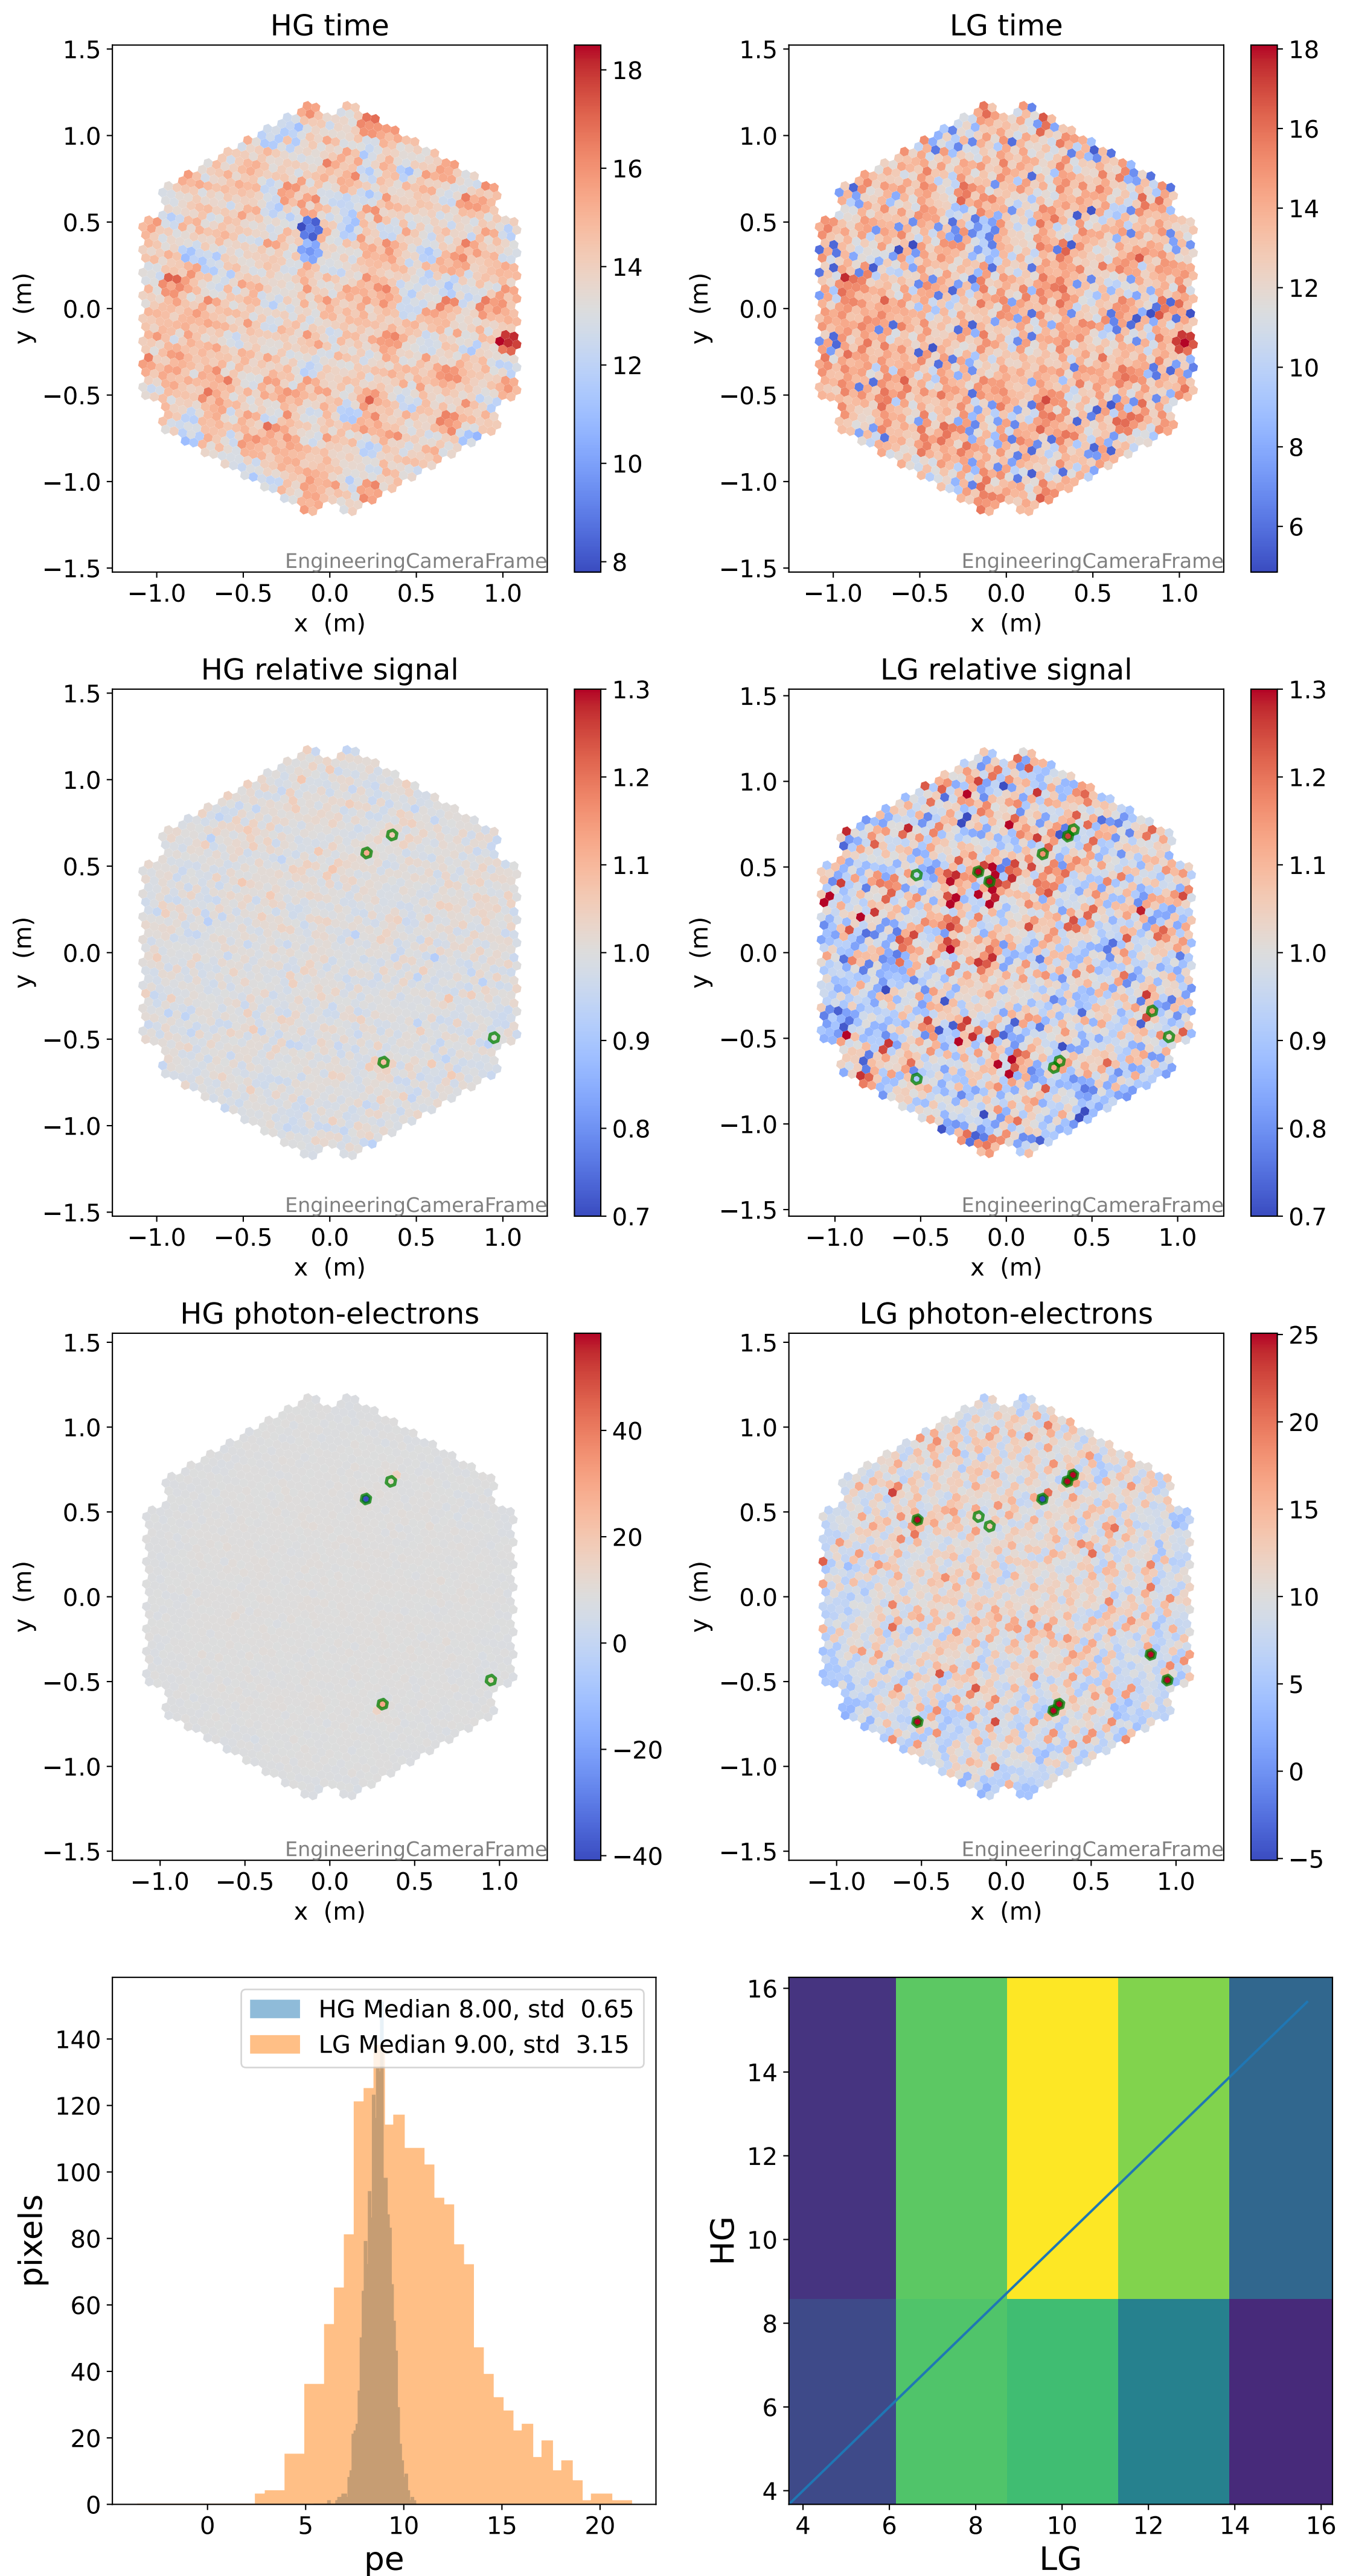 HG time
LG time
1.5
1.0
0.5
0.0
−0.5
−1.0
−1.5
y (m)
−1.0 −0.5 0.0 0.5 1.0
x (m)
EngineeringCameraFrame
18
16
14
12
10
8
1.5
1.0
0.5
0.0
−0.5
−1.0
−1.5
y (m)
−1.0 −0.5 0.0 0.5 1.0
x (m)
EngineeringCameraFrame
18
16
14
12
10
8
6
HG relative signal
LG relative signal
1.5
1.0
0.5
0.0
−0.5
−1.0
−1.5
y (m)
−1.0 −0.5 0.0 0.5 1.0
x (m)
EngineeringCameraFrame
1.3
1.2
1.1
1.0
0.9
0.8
0.7
1.5
1.0
0.5
0.0
−0.5
−1.0
−1.5
y (m)
−1.0 −0.5 0.0 0.5 1.0
x (m)
EngineeringCameraFrame
1.3
1.2
1.1
1.0
0.9
0.8
0.7
HG photon-electrons
LG photon-electrons
1.5
1.0
0.5
0.0
−0.5
−1.0
−1.5
y (m)
−1.0 −0.5 0.0 0.5 1.0
x (m)
EngineeringCameraFrame
40
20
0
−20
−40
1.5
1.0
0.5
0.0
−0.5
−1.0
−1.5
y (m)
−1.0 −0.5 0.0 0.5 1.0
x (m)
EngineeringCameraFrame
25
20
15
10
5
0
−5
HG Median 8.00, std 0.65
LG Median 9.00, std 3.15
140
120
100
80
60
40
20
0
pixels
0 5 10 15 20
pe
16
14
12
10
8
6
4
HG
4 6 8 10 12 14 16
LG